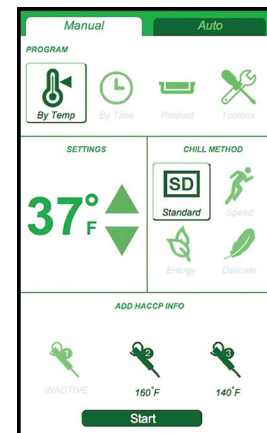 Manual Auto
PROGRAM
By Temp By Time Product Toolbox
SETTINGS CHILL METHOD
37°F
SD
Standard Speed
Energy Delicate
ADD HACCP INFO
1 2 3
INACTIVE 160°F 140°F
Start